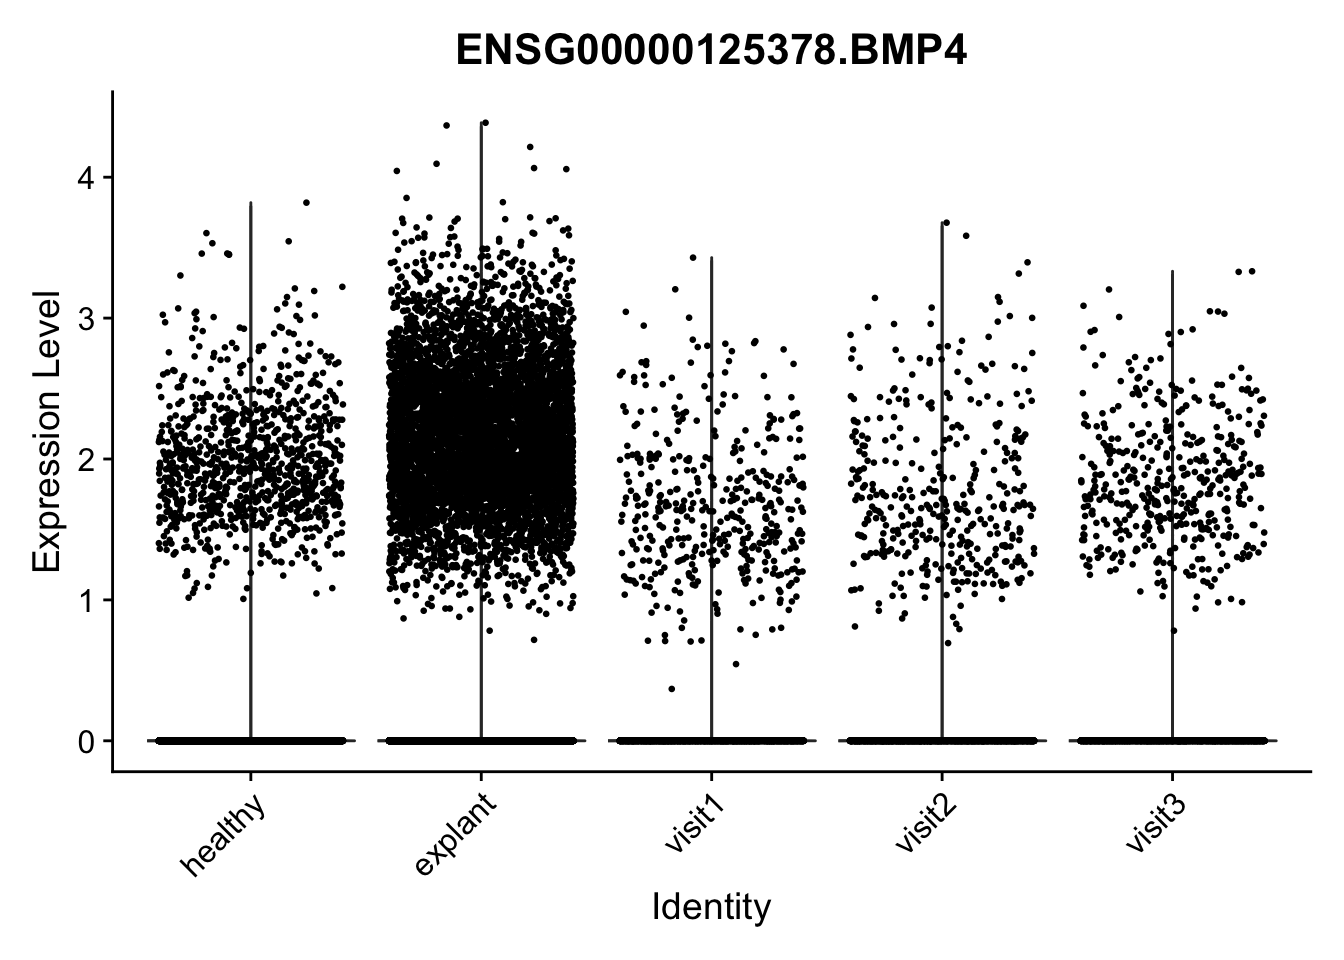 ENSG00000125378.BMP4
Expression Level
4
3
2
1
0
healthy
explant
visit1
visit2
visit3
Identity